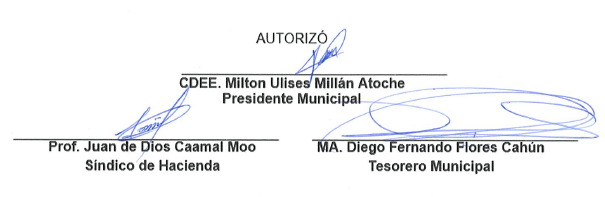 AUTORIZÓ
CDEE. Milton Ulises Millán Atoche
Presidente Municipal
Prof. Juan de Dios Caamal Moo
Síndico de Hacienda
MA. Diego Fernando Flores Cahún
Tesorero Municipal